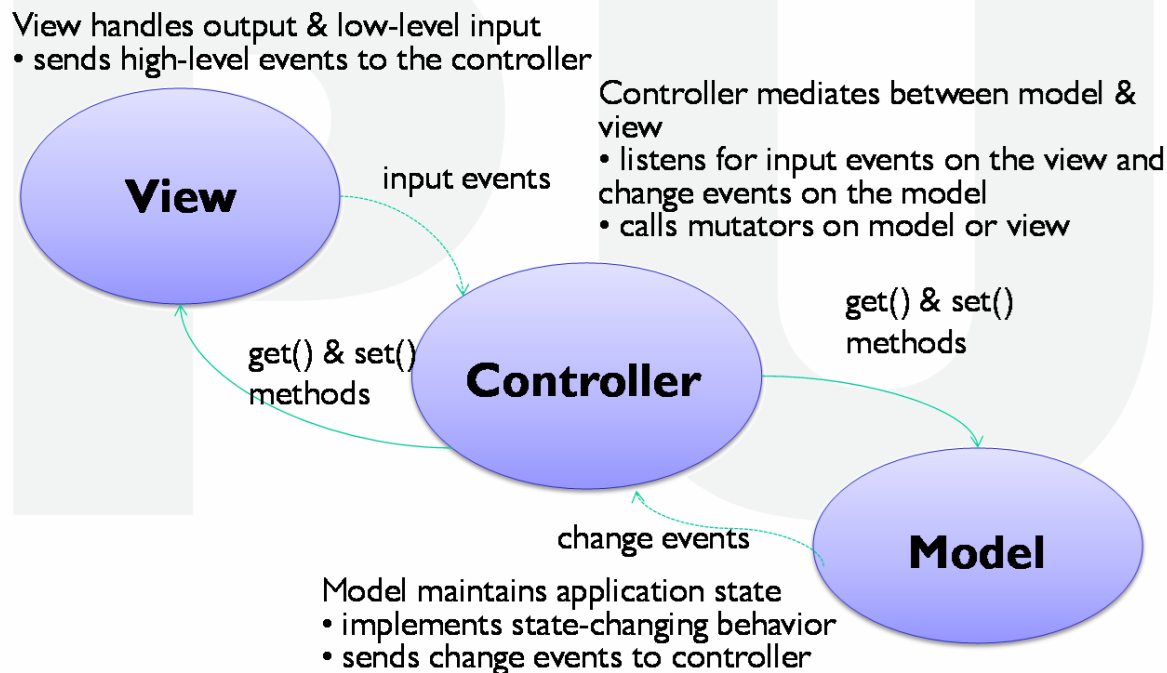 View handles output & low-level input
• sends high-level events to the controller
Controller mediates between model &
view
• listens for input events on the view and
change events on the model
• calls mutators on model or view
input events
View
get() & set()
methods
get() & set()
methods
Controller
change events
Model
Model maintains application state
• implements state-changing behavior
• sends change events to controller